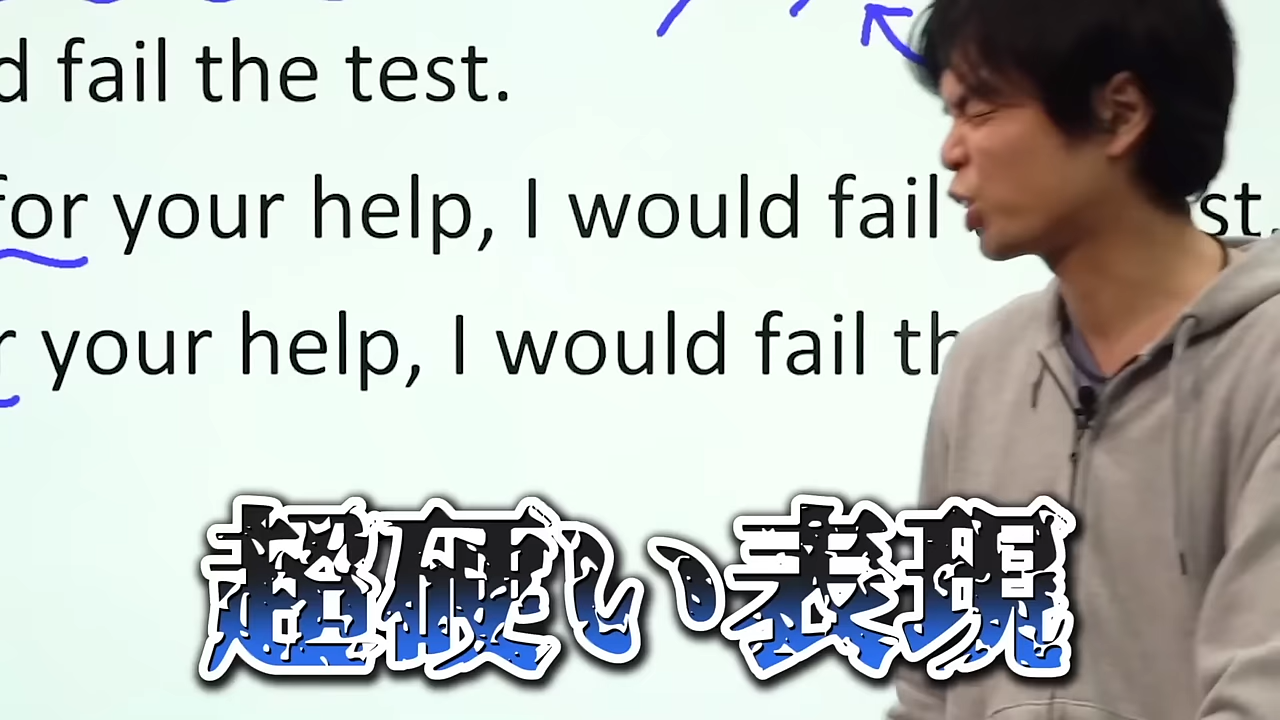 d fail the test.
for your help, I would fail st.
r your help, I would fail th
超硬い表現